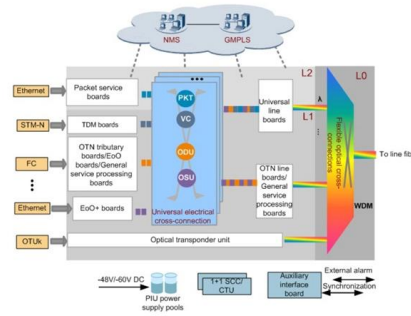 NMS
GMPLS
L2
L0
Ethernet
Packet service
boards
PKT
Universal
line
boards
λ
L1
STM-N
TDM boards
VC
FC
OTN tributary
boards/EoO
boards/General
service processing
boards
ODU
OSU
OTN line
boards/
General
service
processing
boards
Flexible optical cross-
connections
To line fib
Ethernet
EoO+ boards
Universal electrical
cross-connection
WDM
OTUk
Optical transponder unit
-48V/-60V DC
PIU power
supply pools
1+1 SCC/
CTU
Auxiliary
interface
board
External alarm
Synchronization